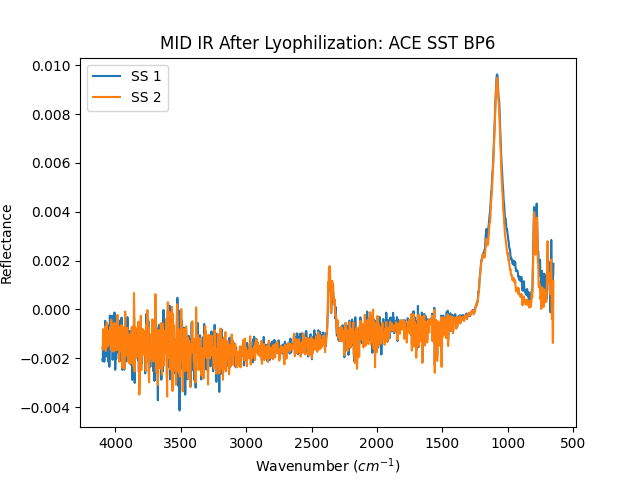 MID IR After Lyophilization: ACE SST BP6
SS 1
SS 2
0.010
0.008
0.006
0.004
0.002
0.000
−0.002
−0.004
Reflectance
4000 3500 3000 2500 2000 1500 1000 500
Wavenumber (cm⁻¹)